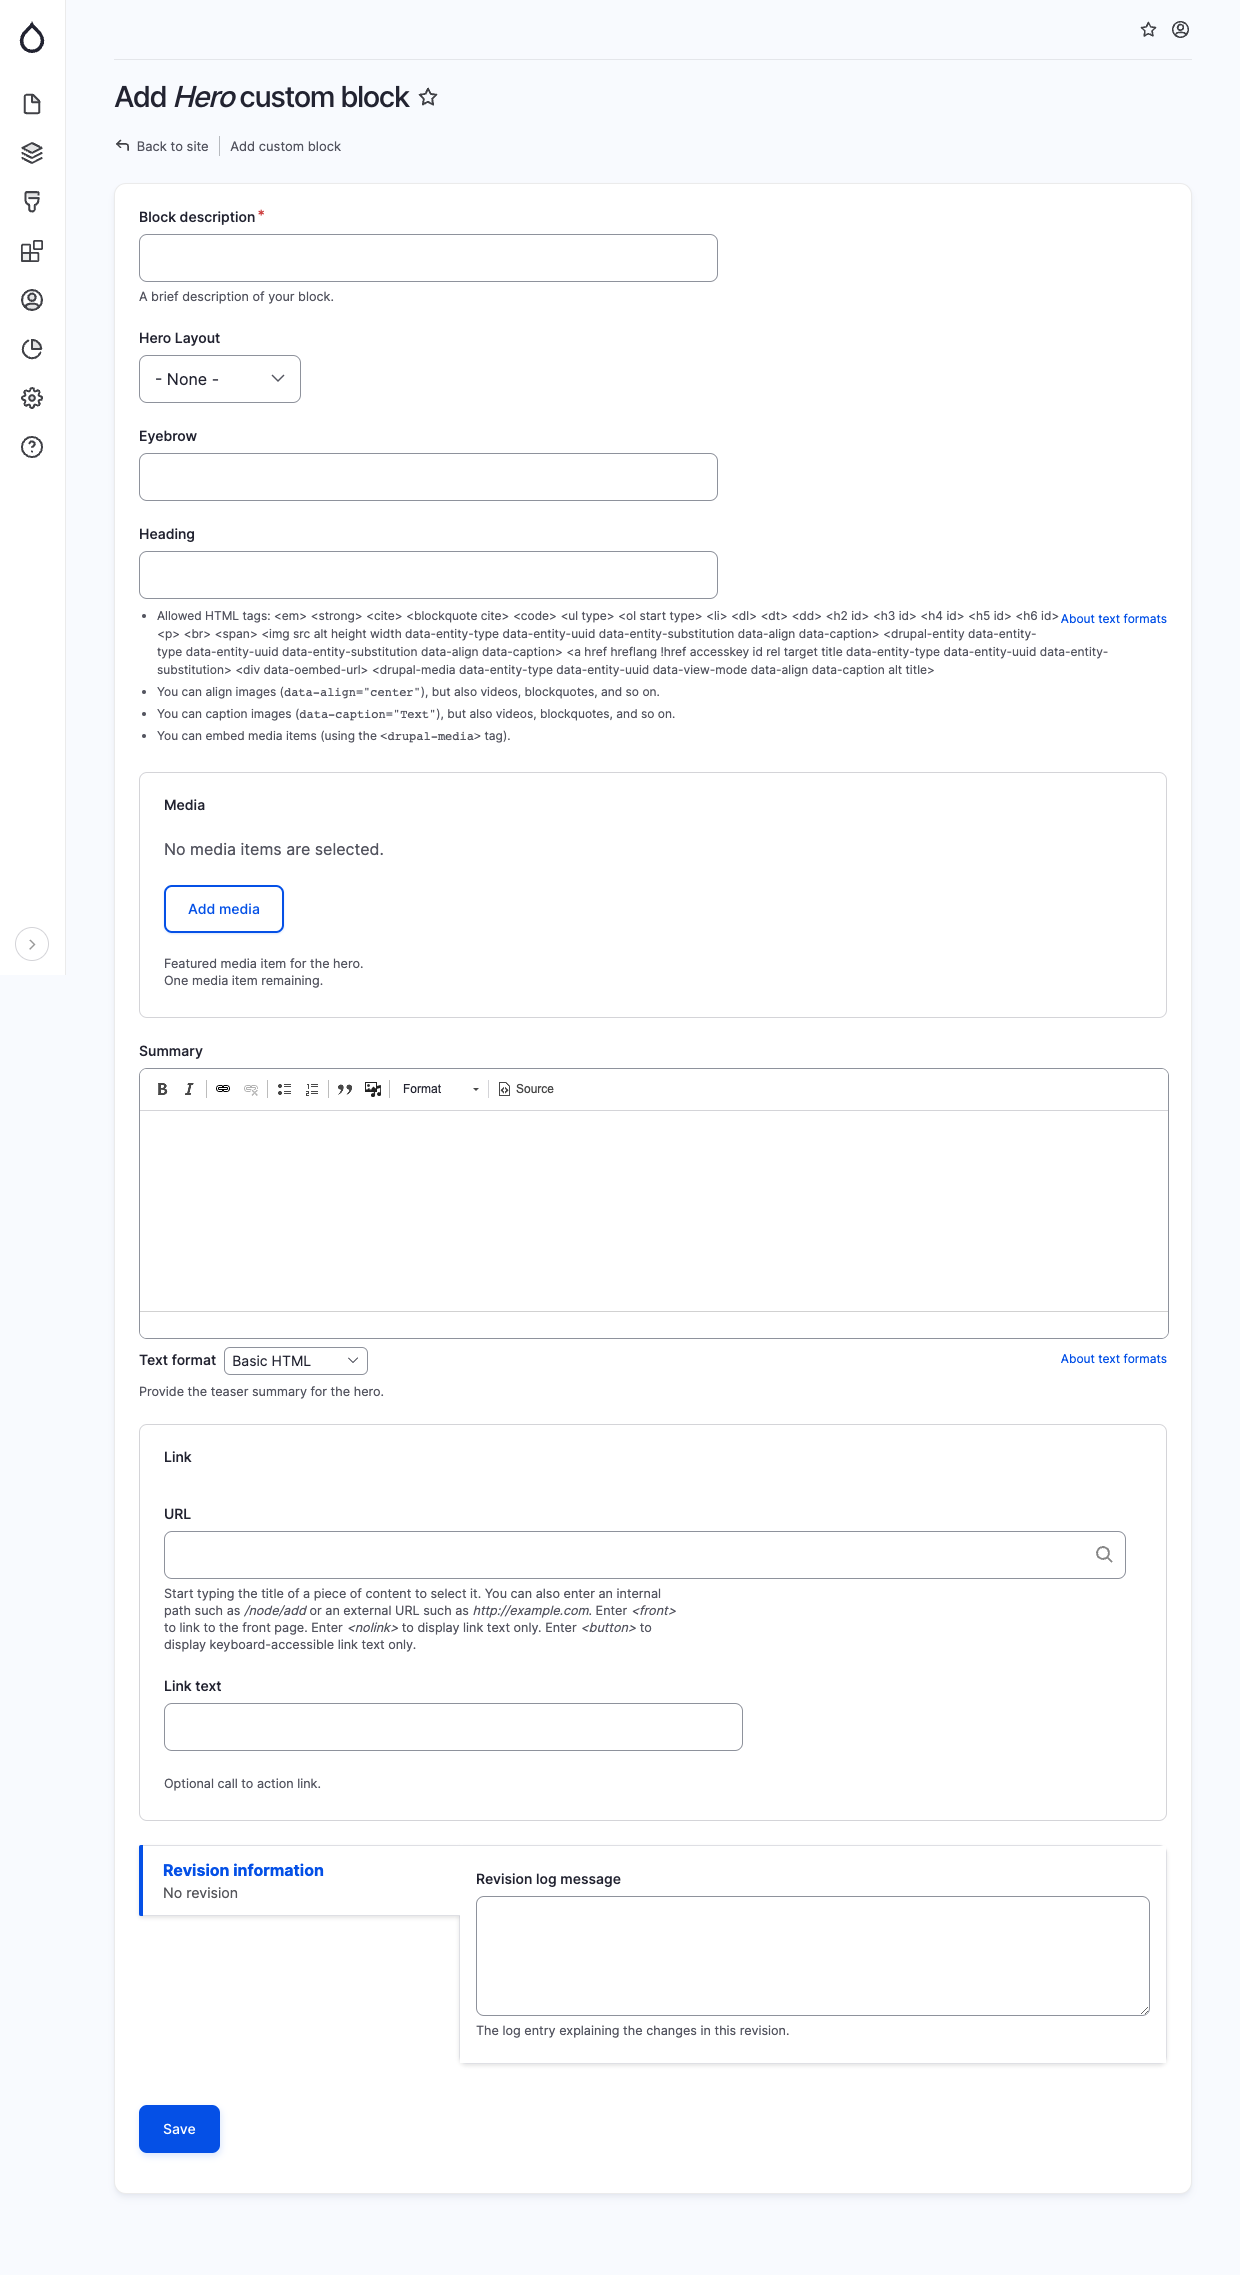 Add Hero custom block
Back to site
Add custom block
Block description*
A brief description of your block.
Hero Layout
- None -
Eyebrow
Heading
Allowed HTML tags: <em> <strong> <cite> <blockquote cite> <code> <ul type> <ol start type> <li> <dl> <dt> <dd> <h2 id> <h3 id> <h4 id> <h5 id> <h6 id>
About text formats
<p> <br> <span> <img src alt height width data-entity-type data-entity-uuid data-entity-substitution data-align data-caption> <drupal-entity data-entity-
type data-entity-uuid data-entity-substitution data-align data-caption> <a href hreflang !href accesskey id rel target title data-entity-type data-entity-uuid data-entity-
substitution> <div data-oembed-url> <drupal-media data-entity-type data-entity-uuid data-view-mode data-align data-caption alt title>
You can align images (data-align="center"), but also videos, blockquotes, and so on.
You can caption images (data-caption="Text"), but also videos, blockquotes, and so on.
You can embed media items (using the <drupal-media> tag).
Media
No media items are selected.
Add media
Featured media item for the hero.
One media item remaining.
Summary
B I Format Source
Text format Basic HTML
About text formats
Provide the teaser summary for the hero.
Link
URL
Start typing the title of a piece of content to select it. You can also enter an internal
path such as /node/add or an external URL such as http://example.com. Enter <front>
to link to the front page. Enter <nolink> to display link text only. Enter <button> to
display keyboard-accessible link text only.
Link text
Optional call to action link.
Revision information
No revision
Revision log message
The log entry explaining the changes in this revision.
Save